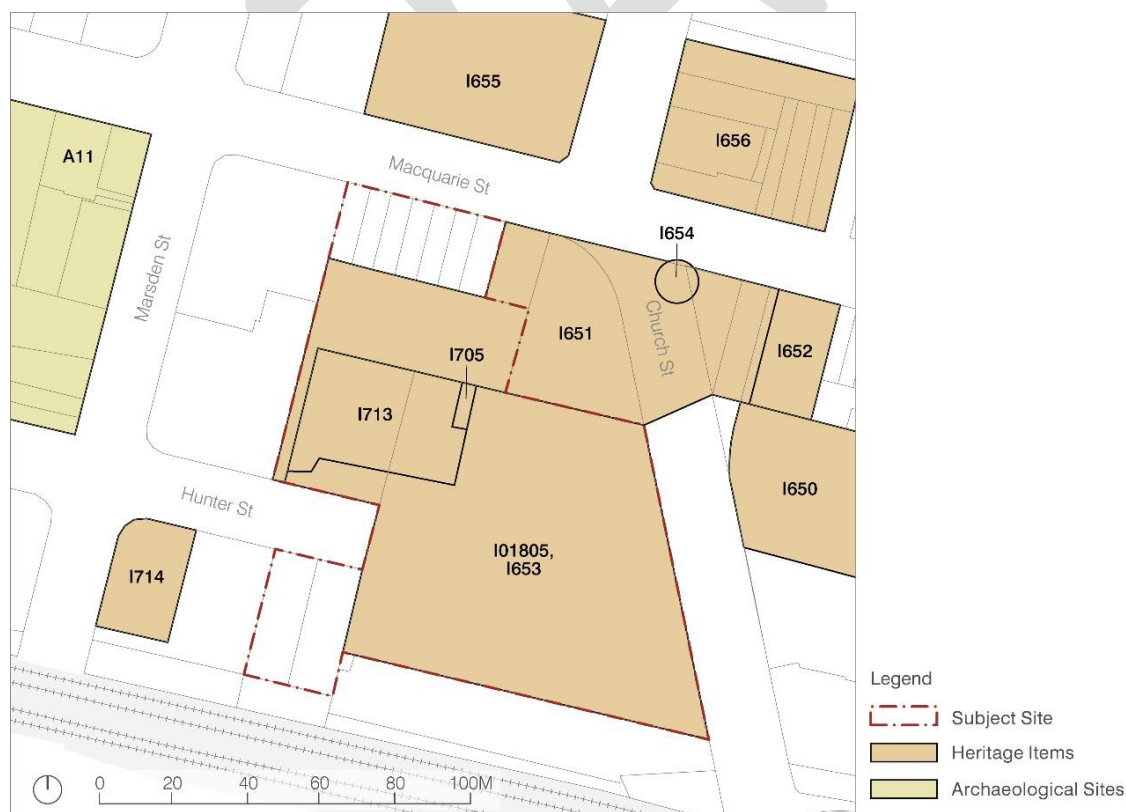 I655
A11
I656
Macquarie St
I654
Marsden St
I651
Church St
I652
I705
I713
I650
Hunter St
I01805,
I653
I714
Legend
Subject Site
Heritage Items
Archaeological Sites
0 20 40 60 80 100M